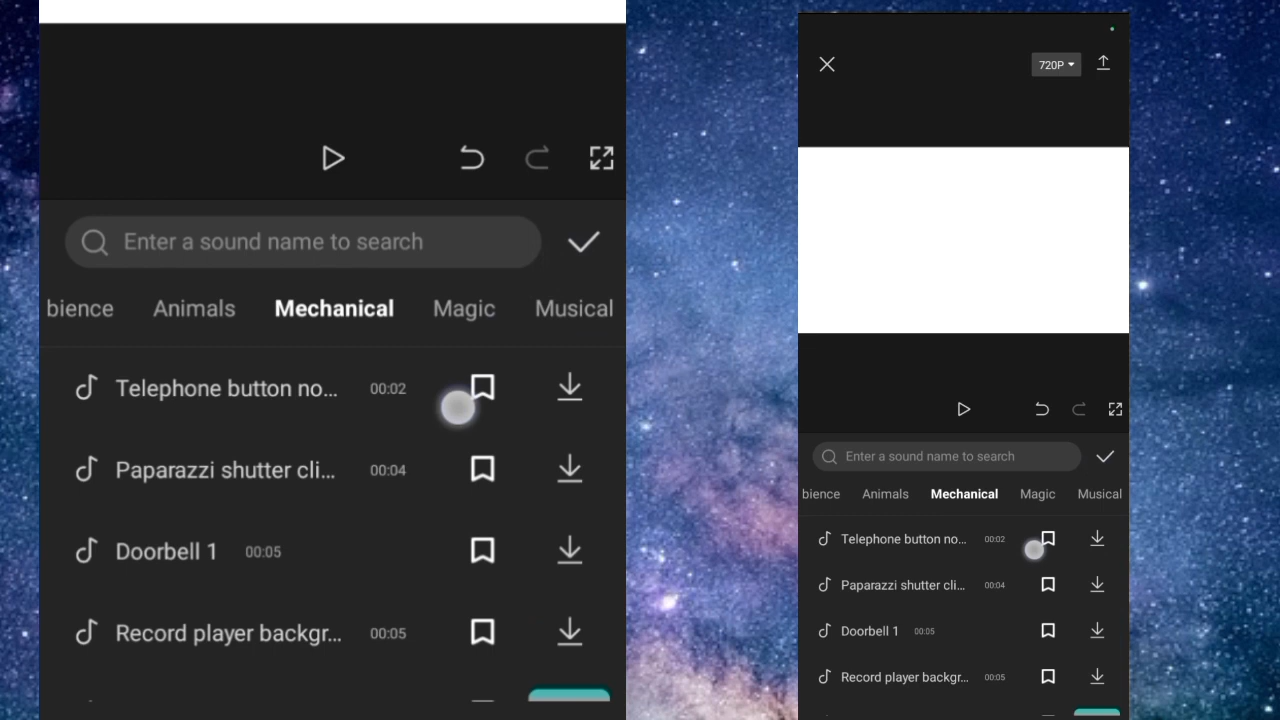 Enter a sound name to search
bience Animals Mechanical Magic Musical
Telephone button no... 00:02
Paparazzi shutter cli... 00:04
Doorbell 1 00:05
Record player backgr... 00:05
720P
Enter a sound name to search
bience Animals Mechanical Magic Musical
Telephone button no... 00:02
Paparazzi shutter cli... 00:04
Doorbell 1 00:05
Record player backgr... 00:05